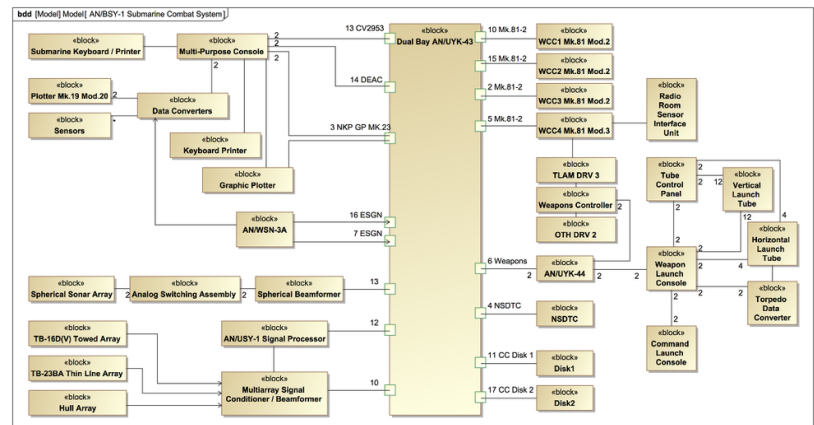 bdd [Model] Model[ AN/BSY-1 Submarine Combat System]
«block»
Submarine Keyboard / Printer
«block»
Multi-Purpose Console
2
2
2
2
13 CV2953
14 DEAC
3 NKP GP MK.23
«block»
Plotter Mk.19 Mod.20
2
«block»
Data Converters
«block»
Sensors
*
«block»
Keyboard Printer
«block»
Graphic Plotter
«block»
AN/WSN-3A
16 ESGN
7 ESGN
«block»
Spherical Sonar Array
2
«block»
Analog Switching Assembly
2
«block»
Spherical Beamformer
13
«block»
TB-16D(V) Towed Array
«block»
AN/USY-1 Signal Processor
12
«block»
TB-23BA Thin LIne Array
«block»
Multiarray Signal
Conditioner / Beamformer
10
«block»
Hull Array
«block»
Dual Bay AN/UYK-43
10 Mk.81-2
«block»
WCC1 Mk.81 Mod.2
15 Mk.81-2
«block»
WCC2 Mk.81 Mod.2
2 Mk.81-2
«block»
WCC3 Mk.81 Mod.2
5 Mk.81-2
«block»
WCC4 Mk.81 Mod.3
«block»
Radio
Room
Sensor
Interface
Unit
«block»
TLAM DRV 3
«block»
Weapons Controller
2
«block»
OTH DRV 2
6 Weapons
2
«block»
AN/UYK-44
2
2
«block»
Tube
Control
Panel
2
2
12
2
«block»
Vertical
Launch
Tube
12
4
«block»
Horizontal
Launch
Tube
«block»
Weapon
Launch
Console
2
2
4
2
2
2
«block»
Torpedo
Data
Converter
2
«block»
Command
Launch
Console
4 NSDTC
«block»
NSDTC
11 CC Disk 1
«block»
Disk1
17 CC Disk 2
«block»
Disk2